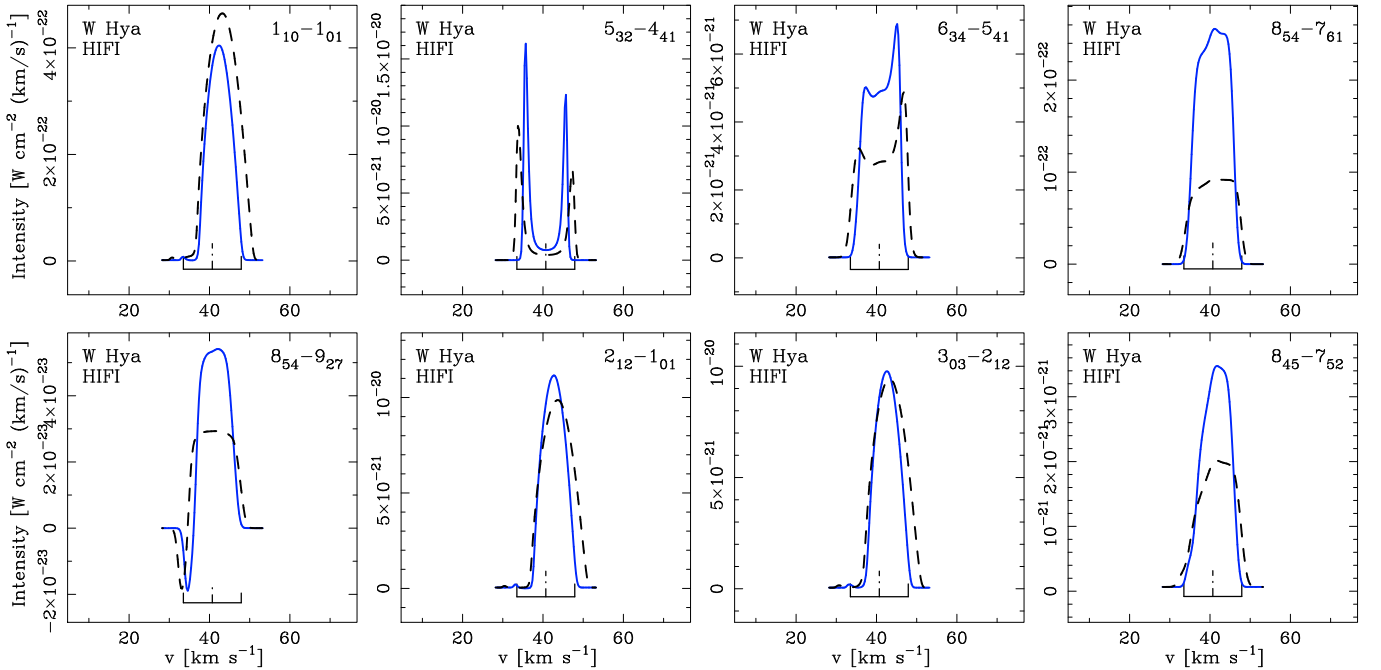 W Hya
HIFI
1₁₀−1₀₁
Intensity [W cm⁻² (km/s)⁻¹]
0
2×10⁻²²
4×10⁻²²
20
40
60
W Hya
HIFI
5₃₂−4₄₁
0
5×10⁻²¹
10⁻²⁰
1.5×10⁻²⁰
20
40
60
W Hya
HIFI
6₃₄−5₄₁
0
2×10⁻²¹
4×10⁻²¹
6×10⁻²¹
20
40
60
W Hya
HIFI
8₅₄−7₆₁
0
10⁻²²
2×10⁻²²
20
40
60
W Hya
HIFI
8₅₄−9₂₇
Intensity [W cm⁻² (km/s)⁻¹]
−2×10⁻²³
0
2×10⁻²³
4×10⁻²³
20
40
60
v [km s⁻¹]
W Hya
HIFI
2₁₂−1₀₁
0
5×10⁻²¹
10⁻²⁰
20
40
60
v [km s⁻¹]
W Hya
HIFI
3₀₃−2₁₂
0
5×10⁻²¹
10⁻²⁰
20
40
60
v [km s⁻¹]
W Hya
HIFI
8₄₅−7₅₂
10⁻²¹
2×10⁻²¹
3×10⁻²¹
20
40
60
v [km s⁻¹]